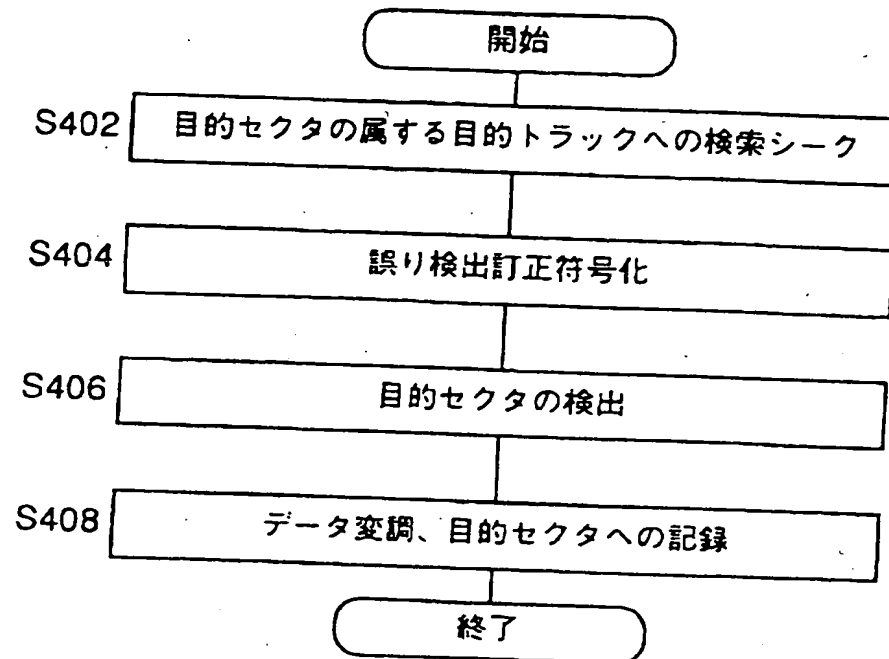 開始
S402 目的セクタの属する目的トラックへの検索シーク
S404 誤り検出訂正符号化
S406 目的セクタの検出
S408 データ変調、目的セクタへの記録
終了